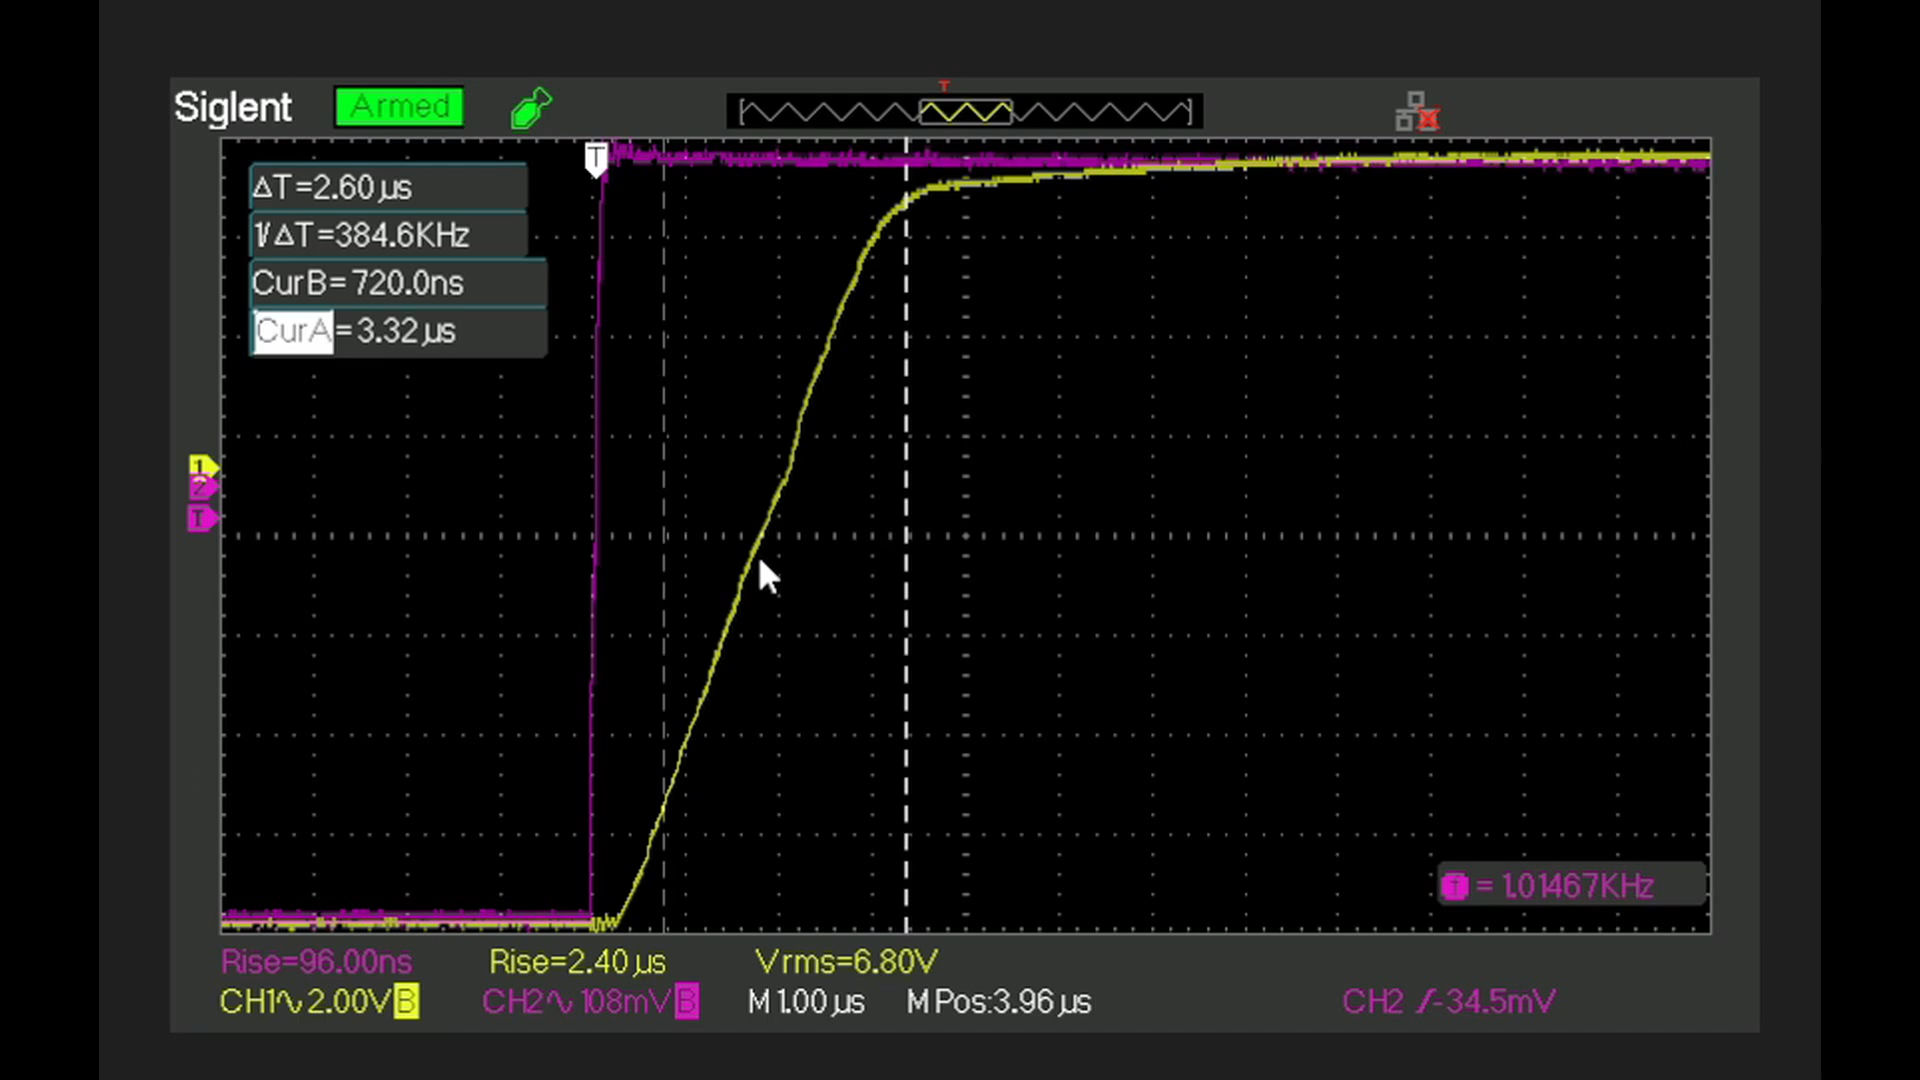 T
Siglent Armed
T
ΔT=2.60µs
1/ΔT=384.6KHz
CurB=720.0ns
CurA=3.32µs
1
2
T
T = 1.01467KHz
Rise=96.00ns Rise=2.40µs Vrms=6.80V
CH1∿2.00V B CH2∿108mV B M 1.00µs M Pos:3.96µs CH2 -34.5mV